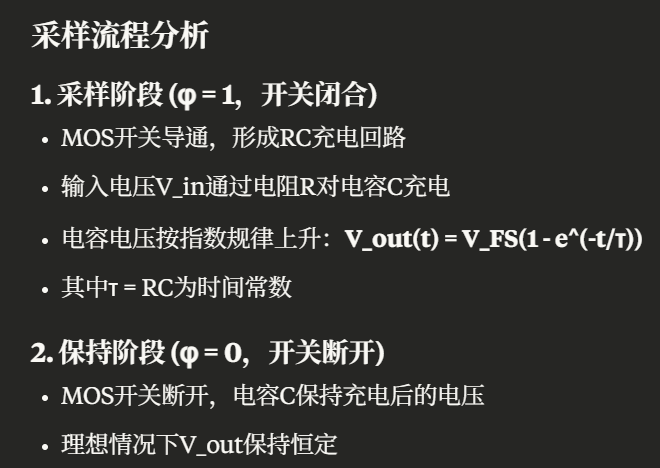 采样流程分析
1. 采样阶段 (φ = 1，开关闭合)
• MOS开关导通，形成RC充电回路
• 输入电压V_in通过电阻R对电容C充电
• 电容电压按指数规律上升：V_out(t) = V_FS(1 - e^(-t/τ))
• 其中τ = RC为时间常数
2. 保持阶段 (φ = 0，开关断开)
• MOS开关断开，电容C保持充电后的电压
• 理想情况下V_out保持恒定